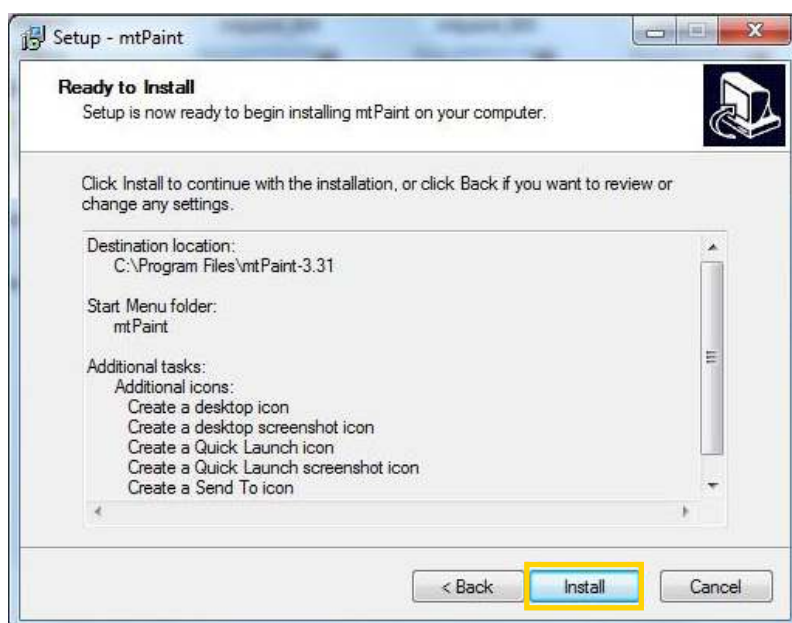 Setup - mtPaint
Ready to Install
Setup is now ready to begin installing mtPaint on your computer.
Click Install to continue with the installation, or click Back if you want to review or
change any settings.
Destination location:
C:\Program Files\mtPaint-3.31
Start Menu folder:
mtPaint
Additional tasks:
Additional icons:
Create a desktop icon
Create a desktop screenshot icon
Create a Quick Launch icon
Create a Quick Launch screenshot icon
Create a Send To icon
< Back Install Cancel